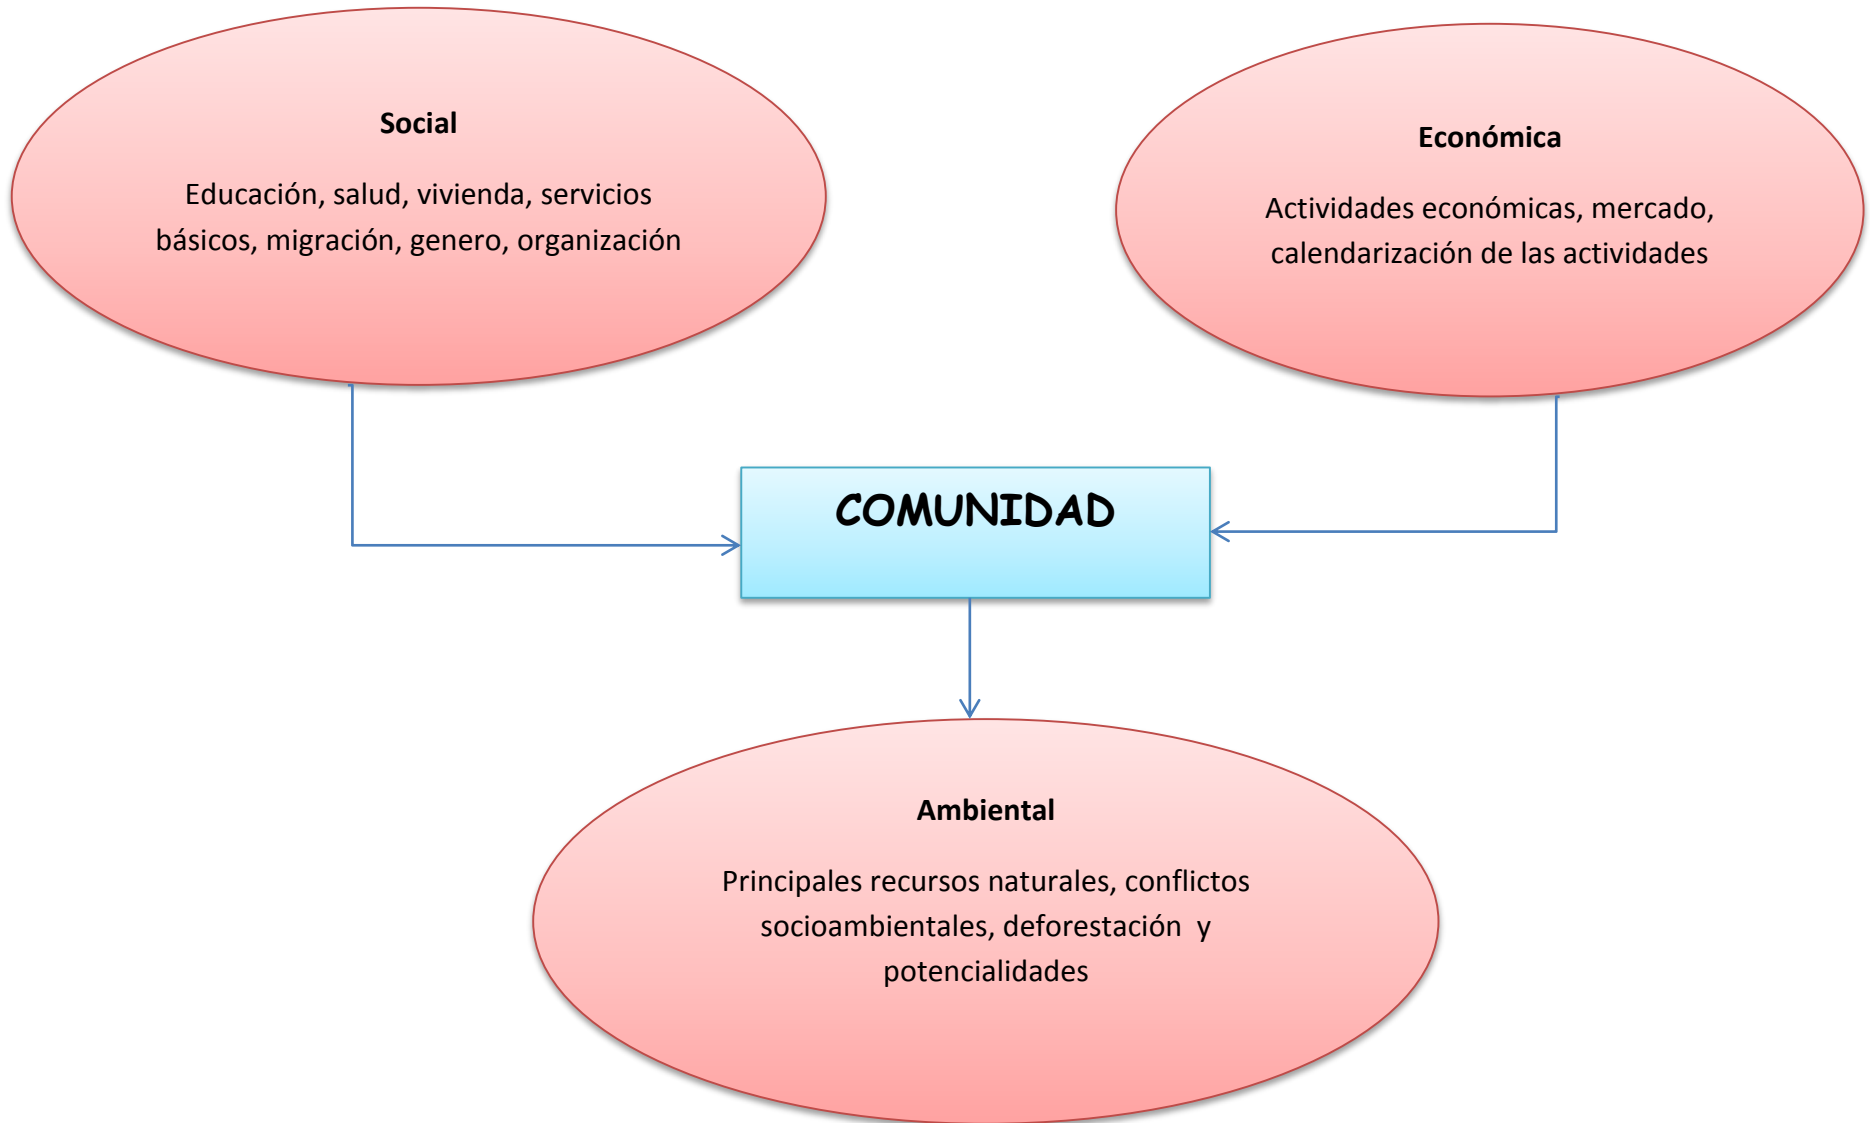 Social
Educación, salud, vivienda, servicios
básicos, migración, genero, organización
Económica
Actividades económicas, mercado,
calendarización de las actividades
COMUNIDAD
Ambiental
Principales recursos naturales, conflictos
socioambientales, deforestación  y
potencialidades